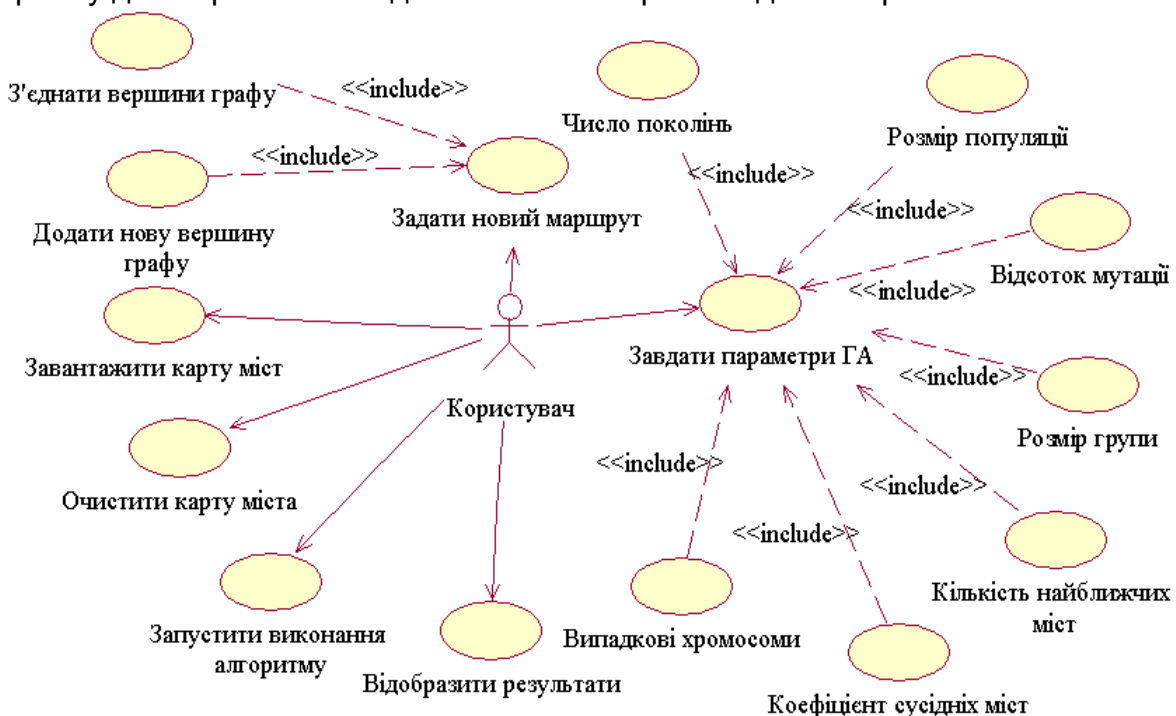 З'єднати вершини графу
<<include>>
Число поколінь
Розмір популяції
<<include>>
<<include>>
Додати нову вершину
графу
Задати новий маршрут
<<include>>
Відсоток мутації
<<include>>
Завантажити карту міст
Завдати параметри ГА
<<include>>
Користувач
Розмір групи
Очистити карту міста
<<include>>
<<include>>
<<include>>
Запустити виконання
алгоритму
Відобразити результати
Випадкові хромосоми
Кількість найближчих
міст
Коефіцієнт сусідніх міст